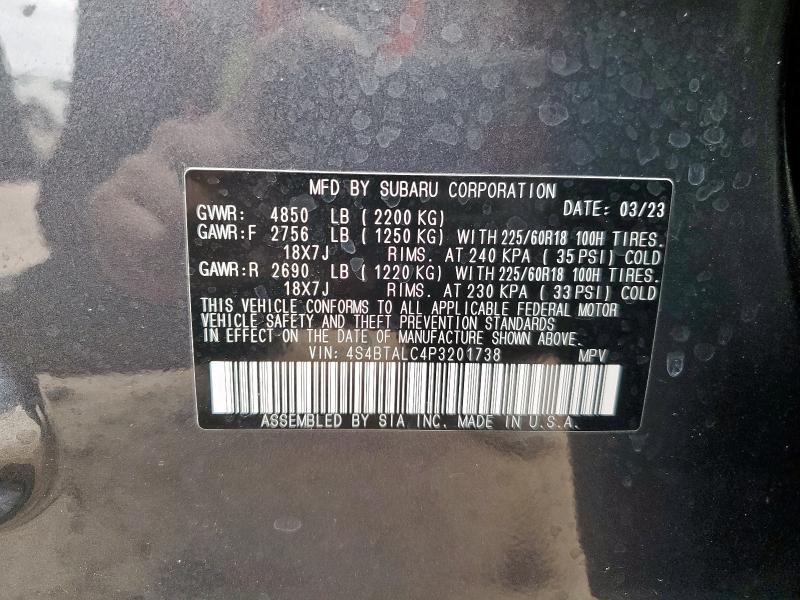 MFD BY SUBARU CORPORATION
GVWR: 4850 LB ( 2200 KG) DATE: 03/23
GAWR:F 2756 LB ( 1250 KG) WITH 225/60R18 100H TIRES.
18X7J RIMS. AT 240 KPA ( 35 PSI) COLD
GAWR:R 2690 LB ( 1220 KG) WITH 225/60R18 100H TIRES.
18X7J RIMS. AT 230 KPA ( 33 PSI) COLD
THIS VEHICLE CONFORMS TO ALL APPLICABLE FEDERAL MOTOR
VEHICLE SAFETY AND THEFT PREVENTION STANDARDS
IN EFFECT ON THE DATE OF MANUFACTURE SHOWN ABOVE.
VIN: 4S4BTALC4P3201738 MPV
ASSEMBLED BY SIA INC. MADE IN U.S.A.